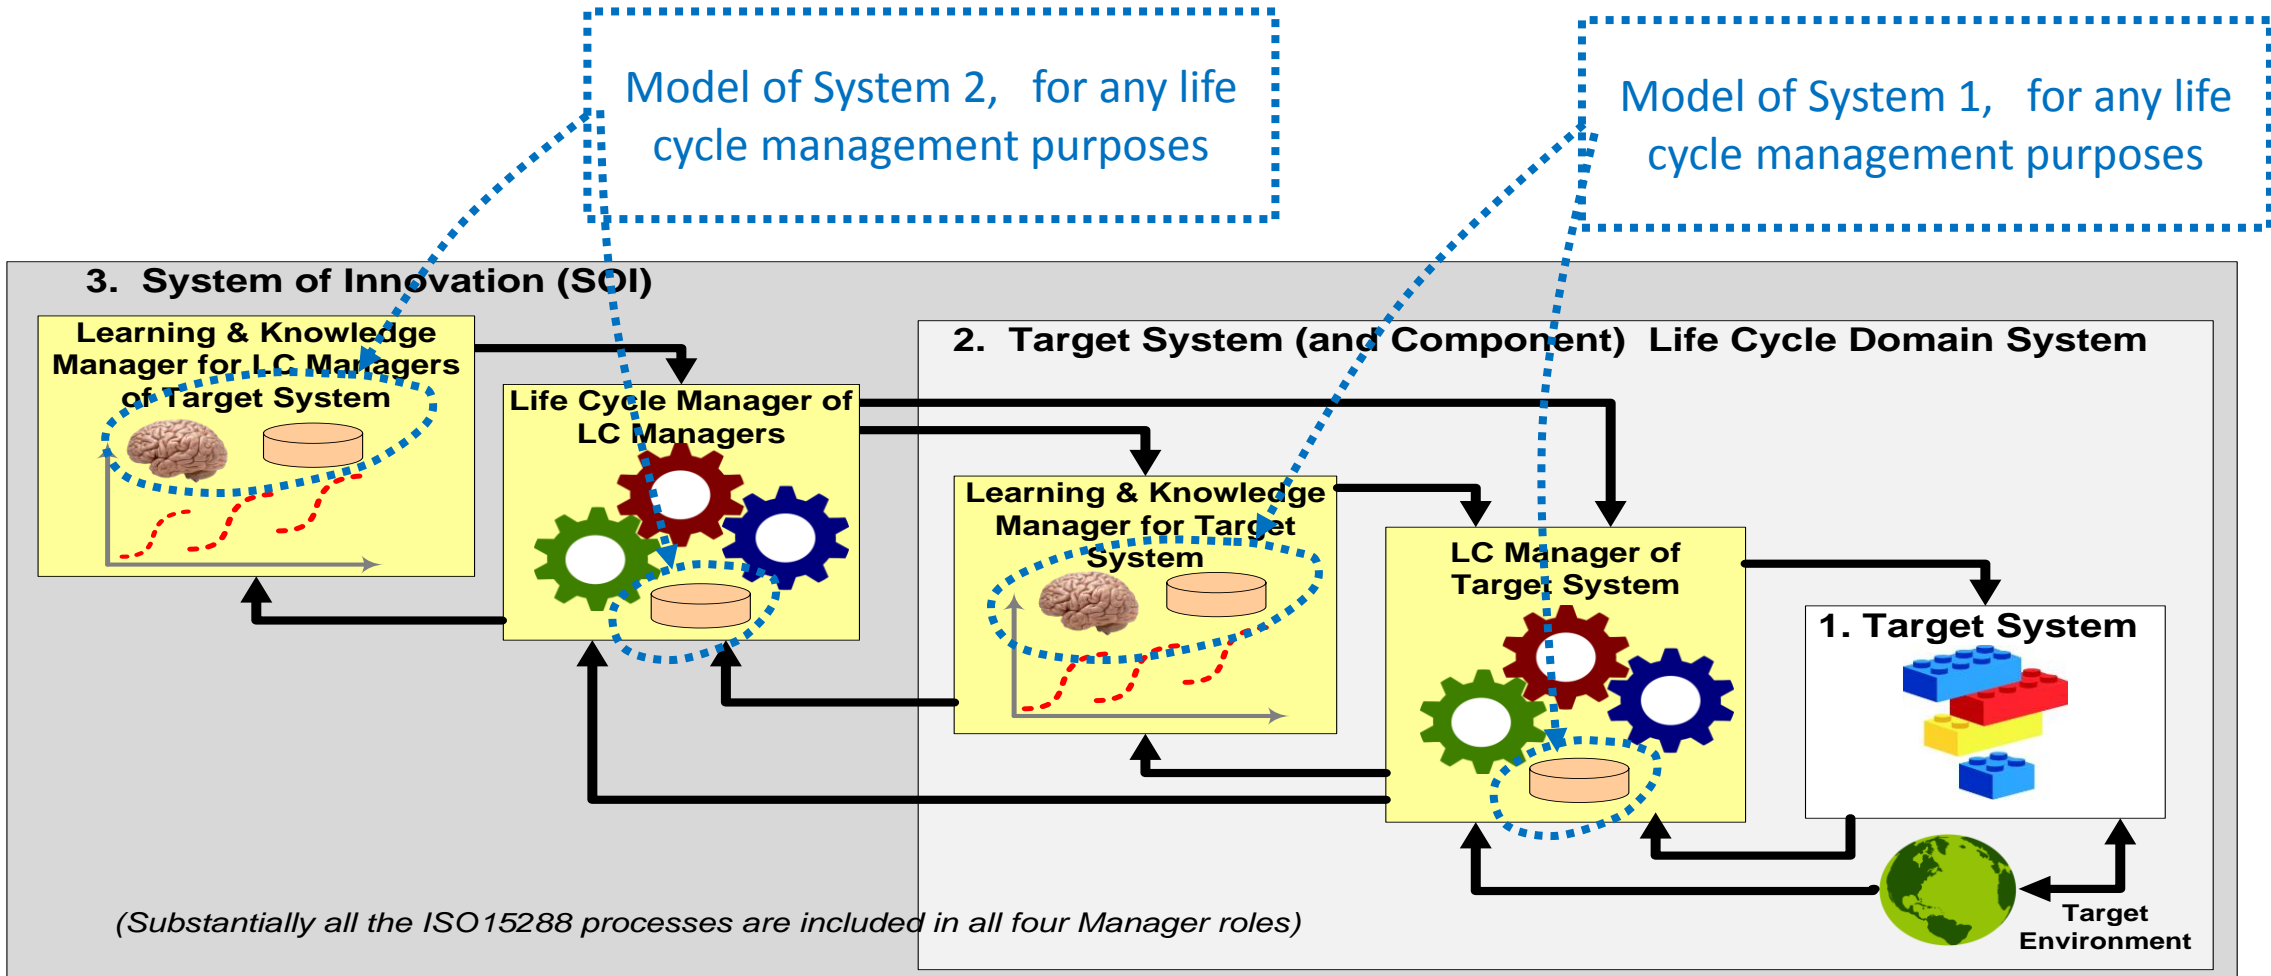 Model of System 2,   for any life
cycle management purposes
Model of System 1,   for any life
cycle management purposes
3.  System of Innovation (SOI)
Learning & Knowledge
Manager for LC Managers
of Target System
2.  Target System (and Component)  Life Cycle Domain System
Life Cycle Manager of
LC Managers
Learning & Knowledge
Manager for Target
System
LC Manager of
Target System
1. Target System
Target
Environment
(Substantially all the ISO15288 processes are included in all four Manager roles)